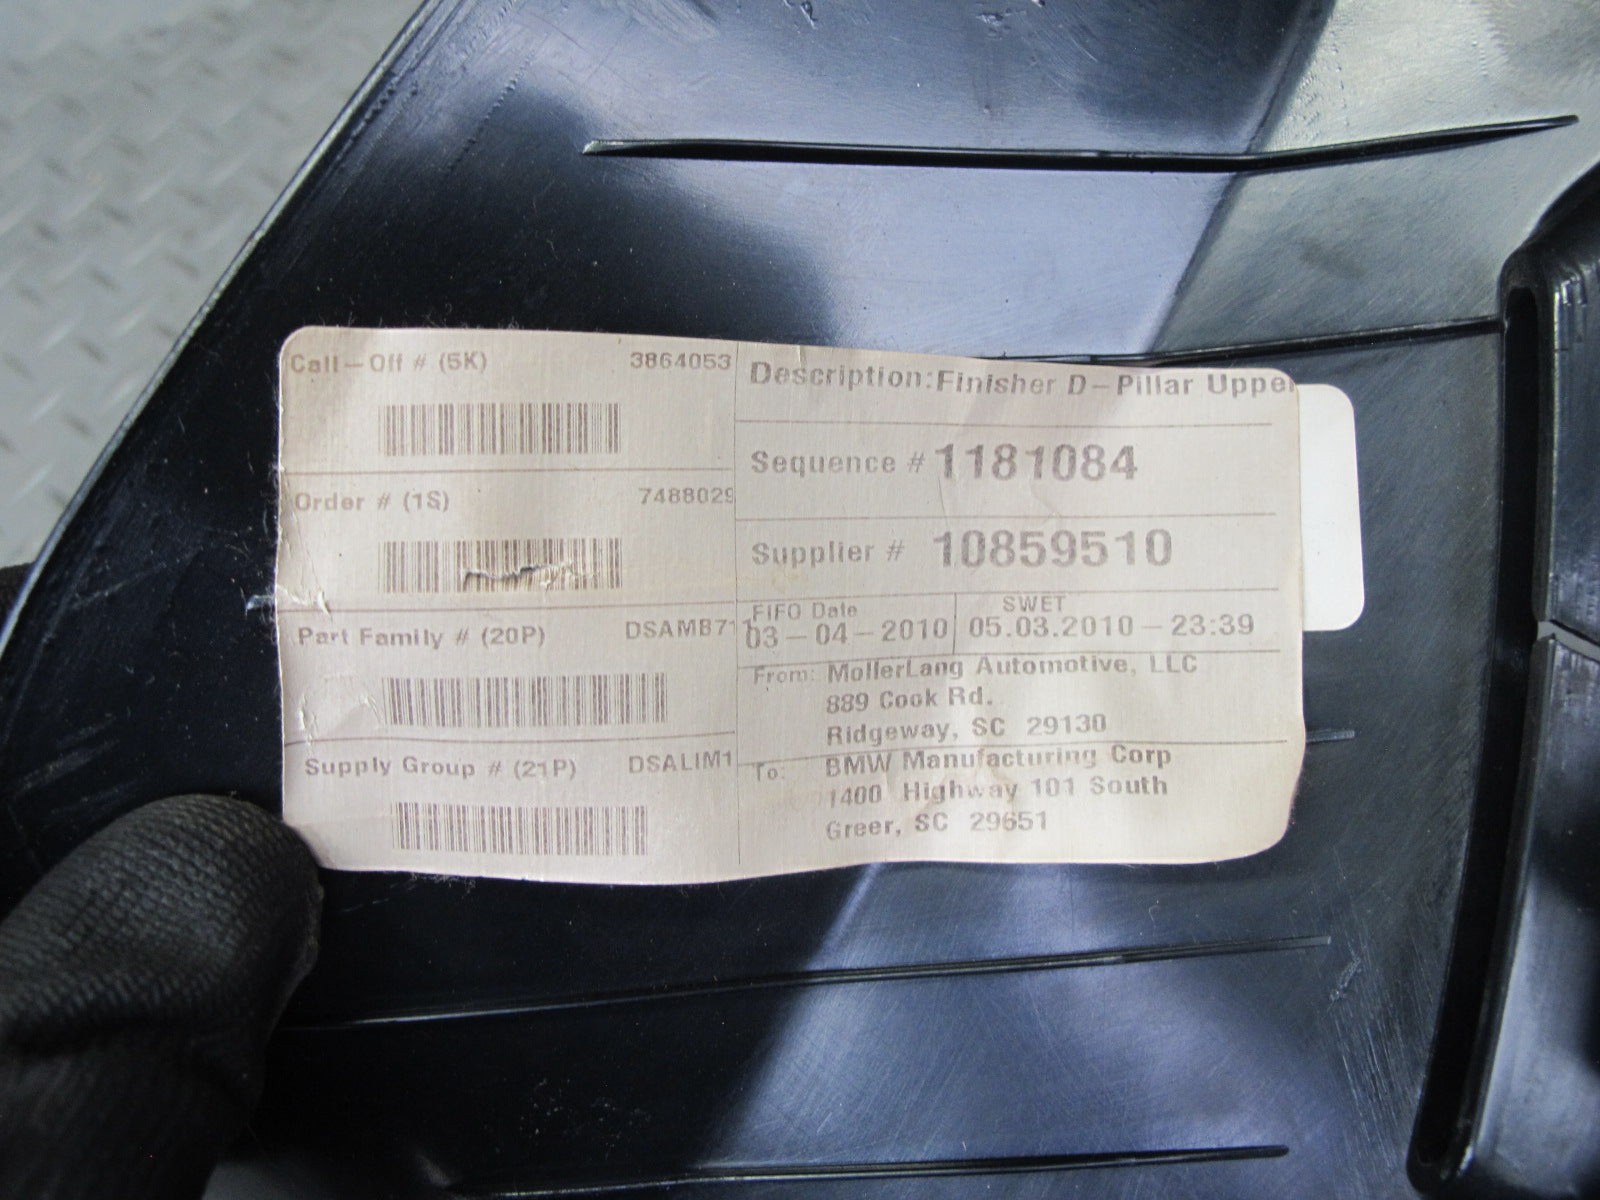 Call-Off # (5K) 3864053
Order # (1S) 7488029
Part Family # (20P) DSAMB71
Supply Group # (21P) DSALIM1
Description:Finisher D-Pillar Upper
Sequence # 1181084
Supplier # 10859510
FIFO Date SWET
03-04-2010 05.03.2010-23:39
From: MollerLang Automotive, LLC
889 Cook Rd.
Ridgeway, SC 29130
To: BMW Manufacturing Corp
1400 Highway 101 South
Greer, SC 29651